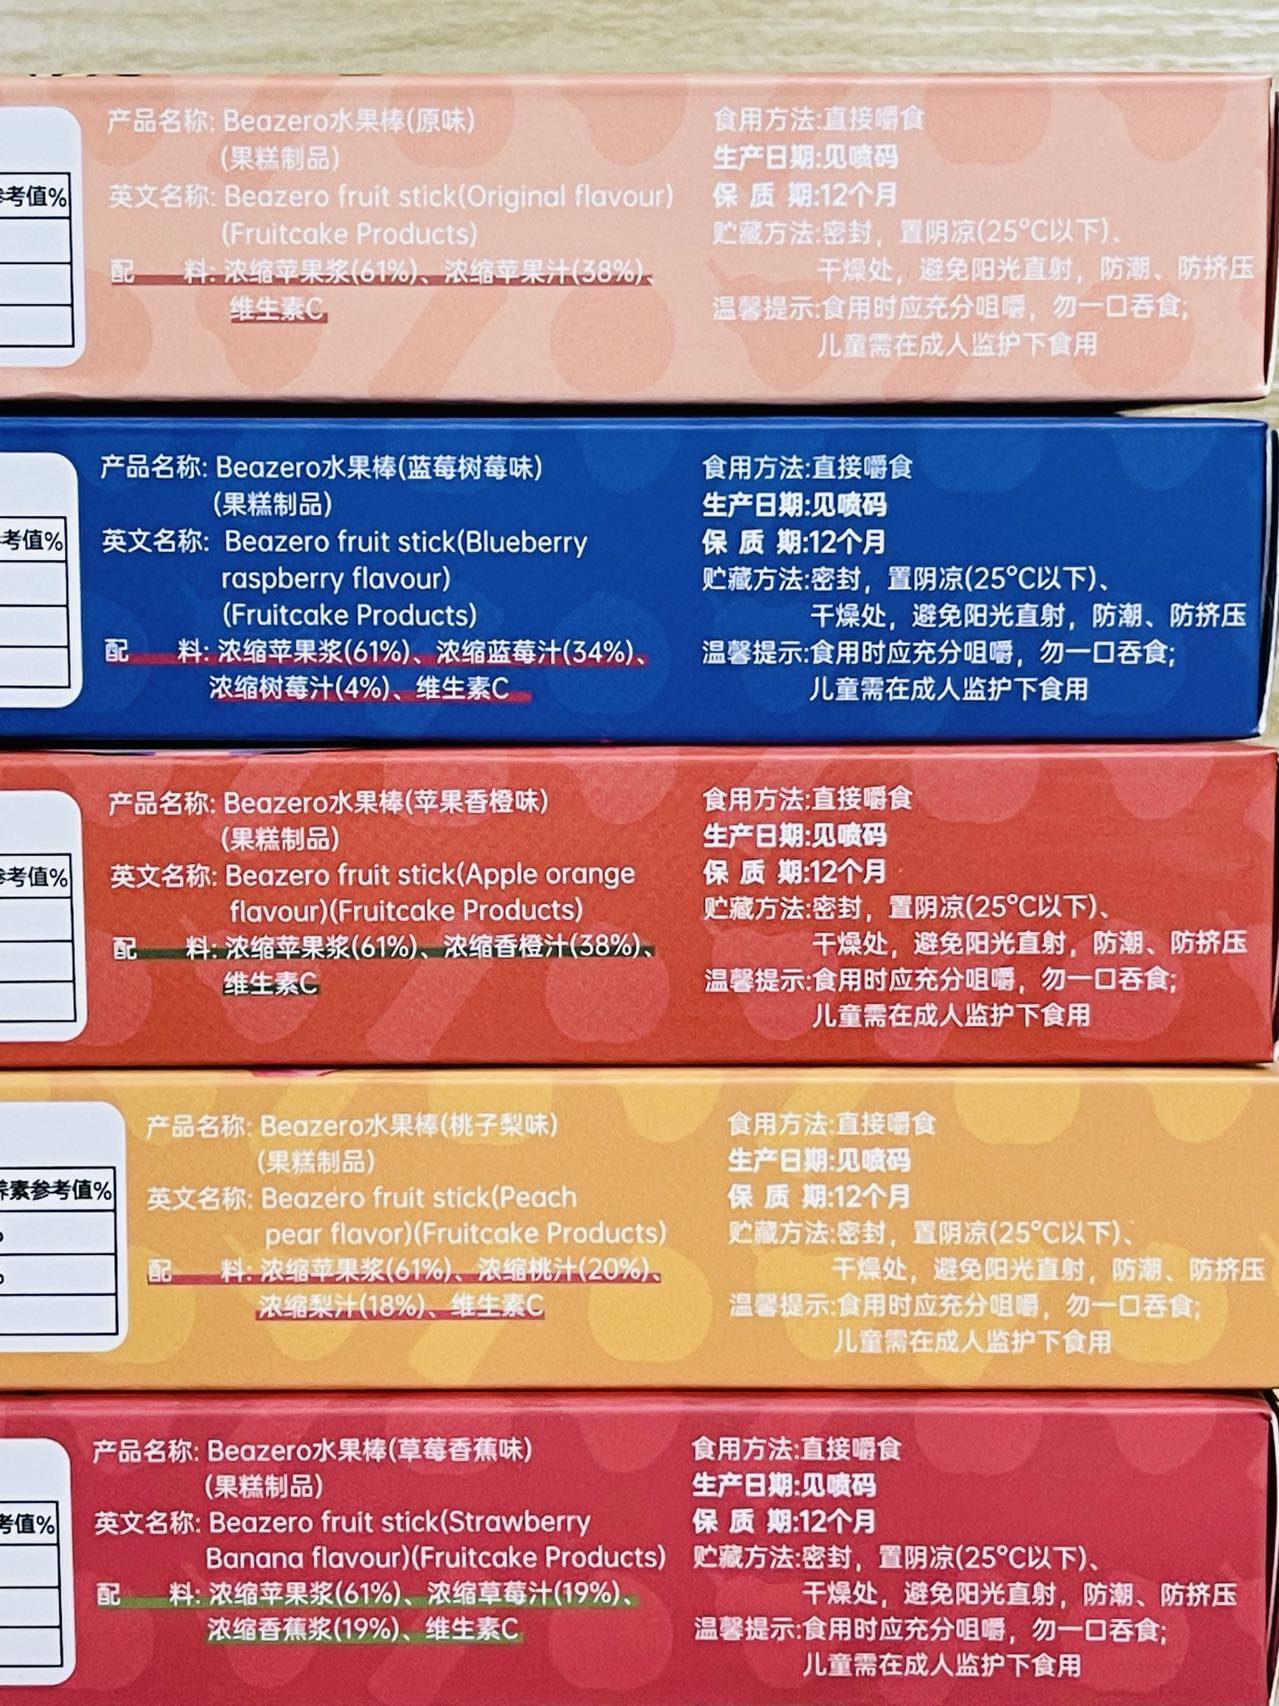 参考值%
产品名称: Beazero水果棒(原味)
(果糕制品)
英文名称: Beazero fruit stick(Original flavour)
(Fruitcake Products)
配 料: 浓缩苹果浆(61%)、浓缩苹果汁(38%)、
维生素C
食用方法:直接嚼食
生产日期:见喷码
保 质 期:12个月
贮藏方法:密封，置阴凉(25°C以下)、
干燥处，避免阳光直射，防潮、防挤压
温馨提示:食用时应充分咀嚼，勿一口吞食;
儿童需在成人监护下食用
考值%
产品名称: Beazero水果棒(蓝莓树莓味)
(果糕制品)
英文名称: Beazero fruit stick(Blueberry
raspberry flavour)
(Fruitcake Products)
配 料: 浓缩苹果浆(61%)、浓缩蓝莓汁(34%)、
浓缩树莓汁(4%)、维生素C
食用方法:直接嚼食
生产日期:见喷码
保 质 期:12个月
贮藏方法:密封，置阴凉(25°C以下)、
干燥处，避免阳光直射，防潮、防挤压
温馨提示:食用时应充分咀嚼，勿一口吞食;
儿童需在成人监护下食用
参考值%
产品名称: Beazero水果棒(苹果香橙味)
(果糕制品)
英文名称: Beazero fruit stick(Apple orange
flavour)(Fruitcake Products)
配 料: 浓缩苹果浆(61%)、浓缩香橙汁(38%)、
维生素C
食用方法:直接嚼食
生产日期:见喷码
保 质 期:12个月
贮藏方法:密封，置阴凉(25°C以下)、
干燥处，避免阳光直射，防潮、防挤压
温馨提示:食用时应充分咀嚼，勿一口吞食;
儿童需在成人监护下食用
养素参考值%
产品名称: Beazero水果棒(桃子梨味)
(果糕制品)
英文名称: Beazero fruit stick(Peach
pear flavor)(Fruitcake Products)
配 料: 浓缩苹果浆(61%)、浓缩桃汁(20%)、
浓缩梨汁(18%)、维生素C
食用方法:直接嚼食
生产日期:见喷码
保 质 期:12个月
贮藏方法:密封，置阴凉(25°C以下)、
干燥处，避免阳光直射，防潮、防挤压
温馨提示:食用时应充分咀嚼，勿一口吞食;
儿童需在成人监护下食用
考值%
产品名称: Beazero水果棒(草莓香蕉味)
(果糕制品)
英文名称: Beazero fruit stick(Strawberry
Banana flavour)(Fruitcake Products)
配 料: 浓缩苹果浆(61%)、浓缩草莓汁(19%)、
浓缩香蕉浆(19%)、维生素C
食用方法:直接嚼食
生产日期:见喷码
保 质 期:12个月
贮藏方法:密封，置阴凉(25°C以下)、
干燥处，避免阳光直射，防潮、防挤压
温馨提示:食用时应充分咀嚼，勿一口吞食;
儿童需在成人监护下食用